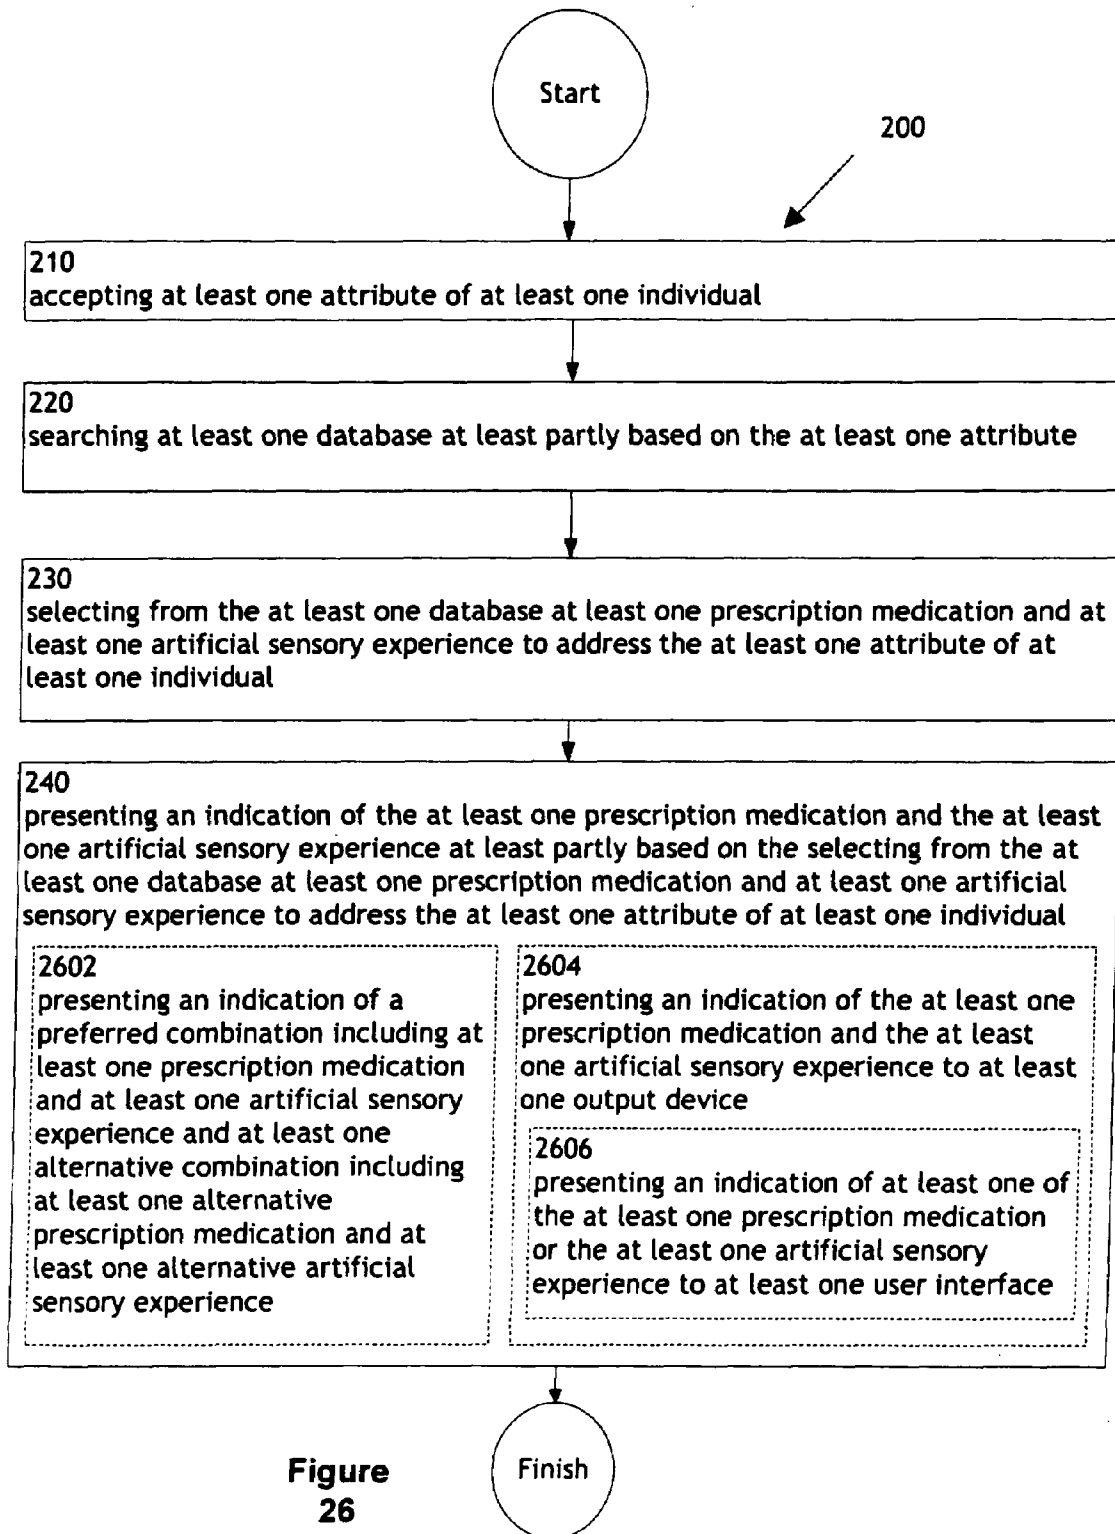 Start
200
210
accepting at least one attribute of at least one individual
220
searching at least one database at least partly based on the at least one attribute
230
selecting from the at least one database at least one prescription medication and at
least one artificial sensory experience to address the at least one attribute of at
least one individual
240
presenting an indication of the at least one prescription medication and the at least
one artificial sensory experience at least partly based on the selecting from the at
least one database at least one prescription medication and at least one artificial
sensory experience to address the at least one attribute of at least one individual
2602
presenting an indication of a
preferred combination including at
least one prescription medication
and at least one artificial sensory
experience and at least one
alternative combination including
at least one alternative
prescription medication and at
least one alternative artificial
sensory experience
2604
presenting an indication of the at least one
prescription medication and the at least
one artificial sensory experience to at least
one output device
2606
presenting an indication of at least one of
the at least one prescription medication
or the at least one artificial sensory
experience to at least one user interface
Finish
Figure
26